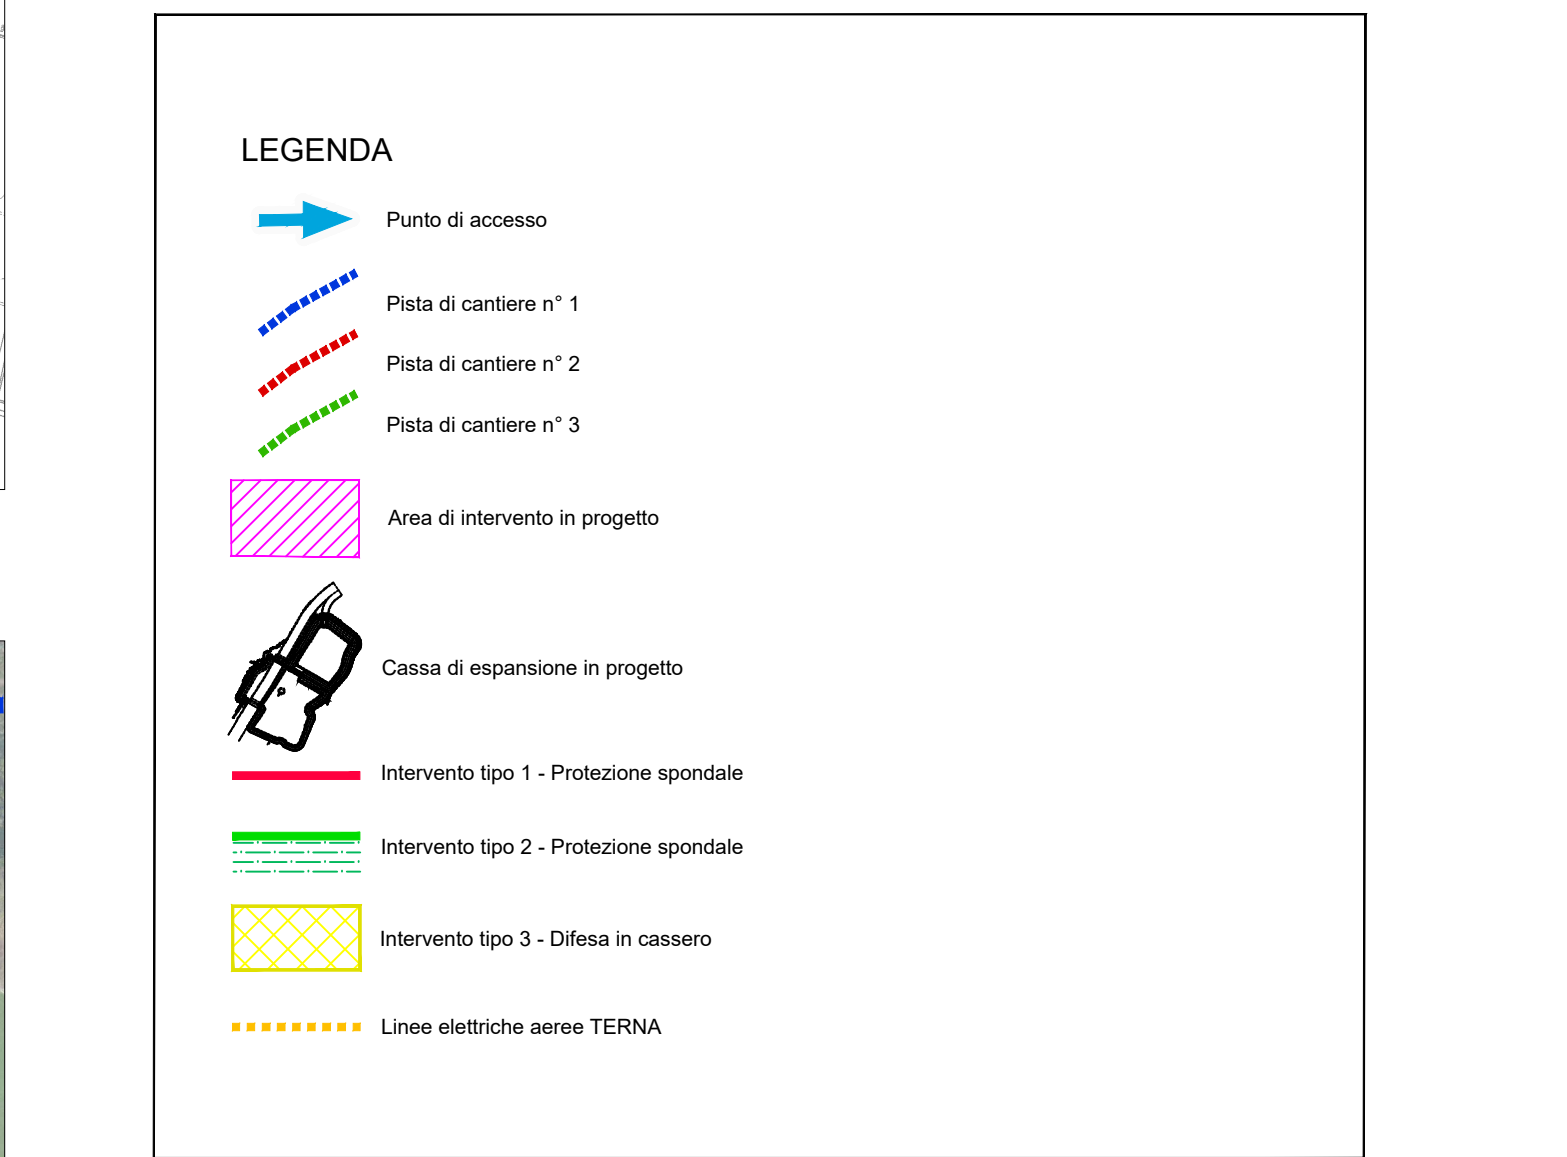 LEGENDA
Punto di accesso
Pista di cantiere n° 1
Pista di cantiere n° 2
Pista di cantiere n° 3
Area di intervento in progetto
Cassa di espansione in progetto
Intervento tipo 1 - Protezione spondale
Intervento tipo 2 - Protezione spondale
Intervento tipo 3 - Difesa in cassero
Linee elettriche aeree TERNA